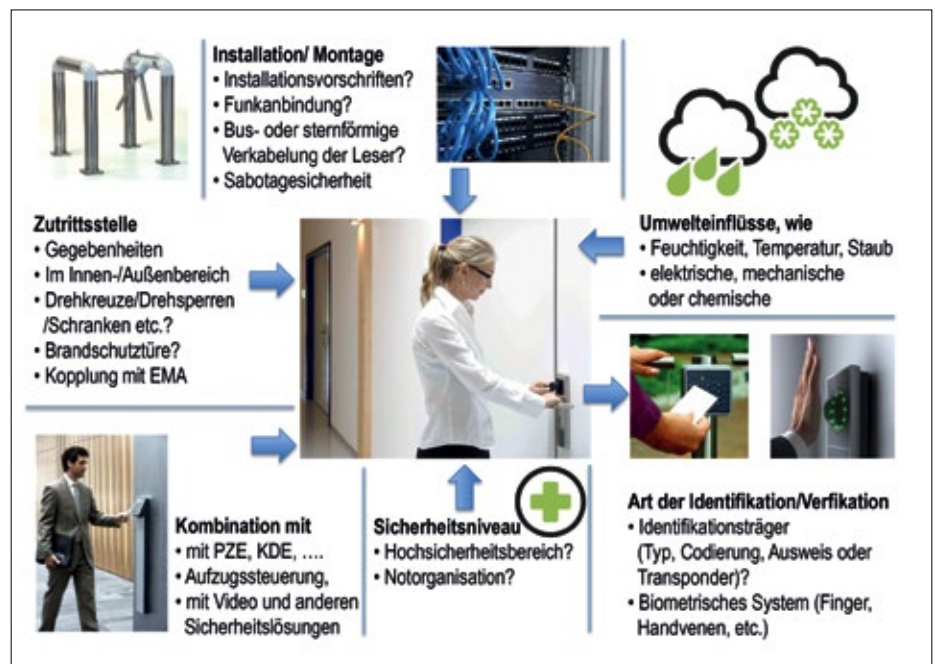 Installation/ Montage
• Installationsvorschriften?
• Funkanbindung?
• Bus- oder sternförmige
Verkabelung der Leser?
• Sabotagesicherheit
Zutrittsstelle
• Gegebenheiten
• Im Innen-/Außenbereich
• Drehkreuze/Drehsperren
/Schranken etc.?
• Brandschutztüre?
• Kopplung mit EMA
Umwelteinflüsse, wie
• Feuchtigkeit, Temperatur, Staub
• elektrische, mechanische
oder chemische
Kombination mit
• mit PZE, KDE, ....
• Aufzugssteuerung,
• mit Video und anderen
Sicherheitslösungen
Sicherheitsniveau
• Hochsicherheitsbereich?
• Notorganisation?
Art der Identifikation/Verfikation
• Identifikationsträger
(Typ, Codierung, Ausweis oder
Transponder)?
• Biometrisches System (Finger,
Handvenen, etc.)